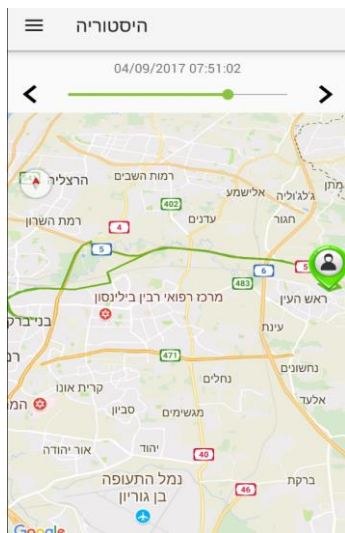 היסטוריה
04/09/2017 07:51:02
הרצליה
רמות השבים
מתן
ג'לג'וליה
אלישמע
402
רמת השרון
4
עדנים
חגור
5
6
5
483
מרכז רפואי רבין בילינסון
ראש העין
בני ברק
עינת
471
נחשונים
קרית אונו
נחלים
סביון
מגשימים
אלעד
אור יהודה
יהוד
40
נמל התעופה
בן גוריון
46
ברקת
Google